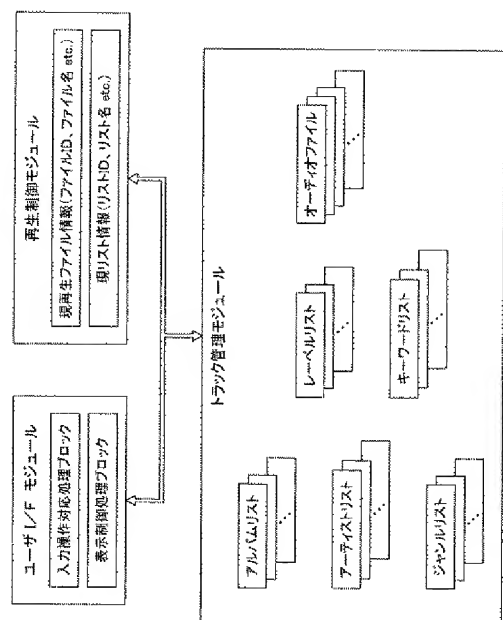 ユーザI/F モジュール
入力操作対応処理ブロック
表示制御処理ブロック
再生制御モジュール
現再生ファイル情報(ファイルID、ファイル名 etc.)
現リスト情報(リストID、リスト名 etc.)
トラック管理モジュール
アルバムリスト
アーティストリスト
ジャンルリスト
レーベルリスト
キーワードリスト
オーディオファイル